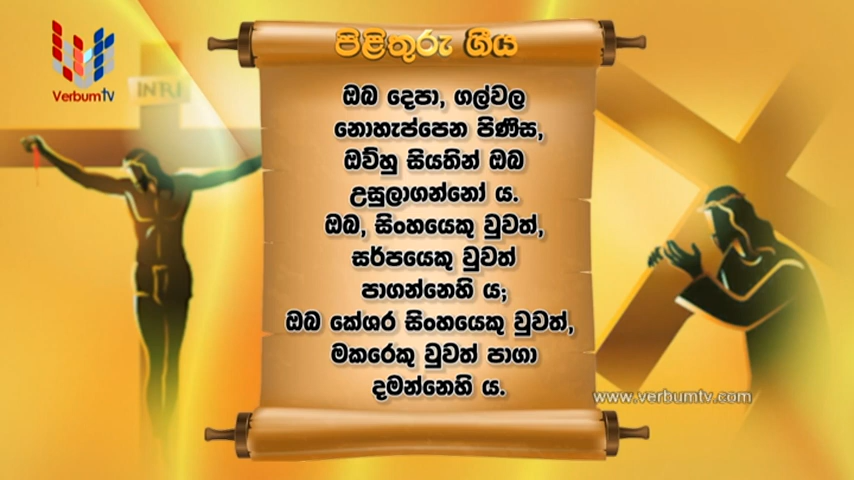 VerbumTV
INRI
පිළිතුරු ගීය
ඔබ දෙපා, ගල්වල
නොහැප්පෙන පිණිස,
ඔව්හු සියතින් ඔබ
උසුලාගන්නෝ ය.
ඔබ, සිංහයෙකු වුවත්,
සර්පයෙකු වුවත්
පාගන්නෙහි ය;
ඔබ කේශර සිංහයෙකු වුවත්,
මකරෙකු වුවත් පාගා
දමන්නෙහි ය.
www.verbumtv.com